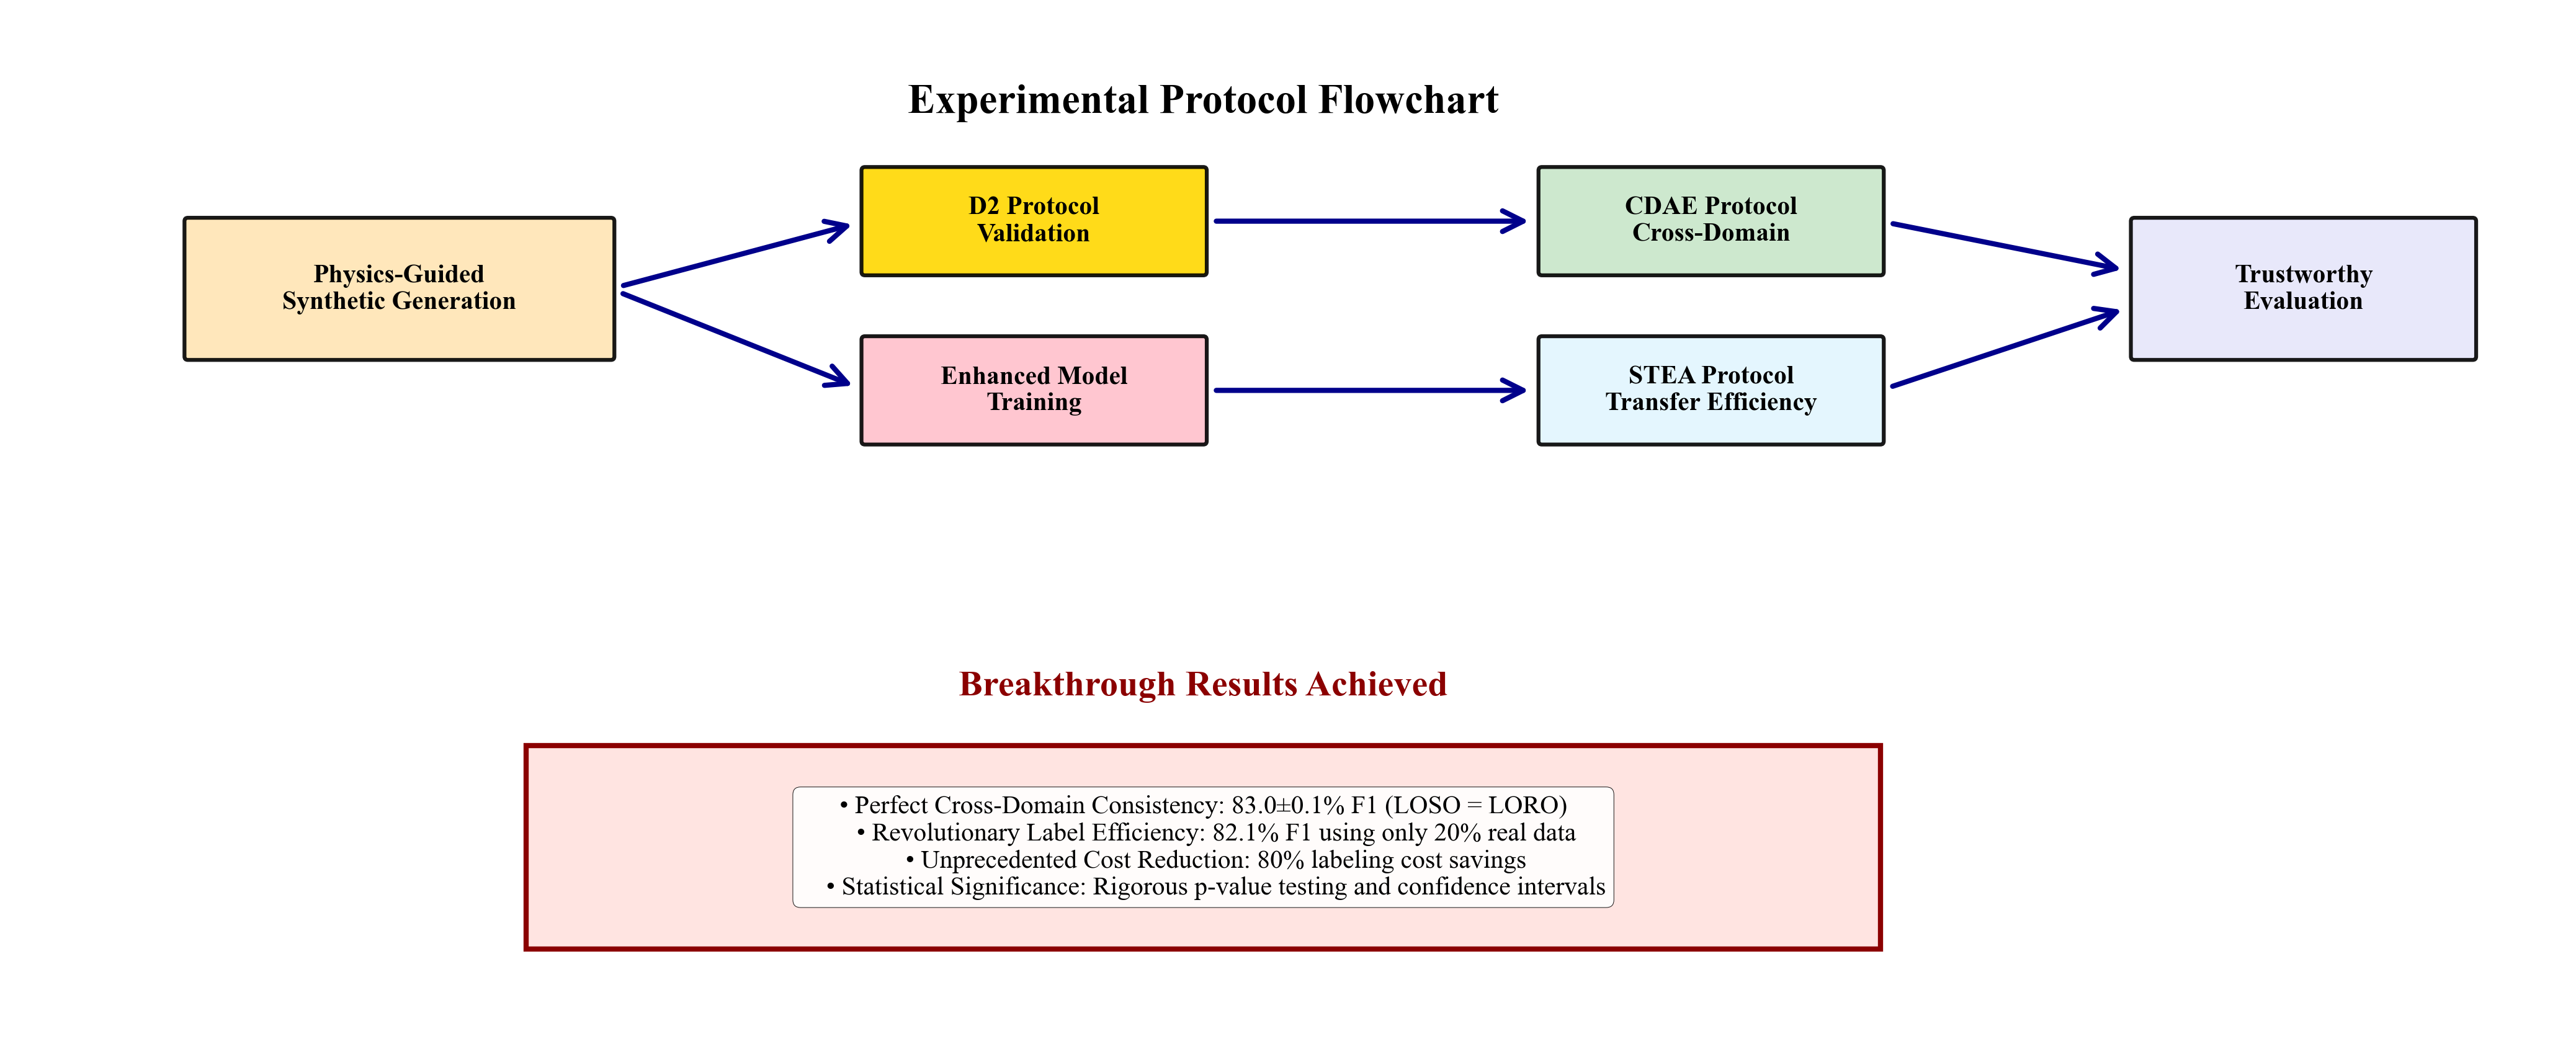 Experimental Protocol Flowchart
Physics-Guided
Synthetic Generation
D2 Protocol
Validation
CDAE Protocol
Cross-Domain
Enhanced Model
Training
STEA Protocol
Transfer Efficiency
Trustworthy
Evaluation
Breakthrough Results Achieved
• Perfect Cross-Domain Consistency: 83.0±0.1% F1 (LOSO = LORO)
• Revolutionary Label Efficiency: 82.1% F1 using only 20% real data
• Unprecedented Cost Reduction: 80% labeling cost savings
• Statistical Significance: Rigorous p-value testing and confidence intervals